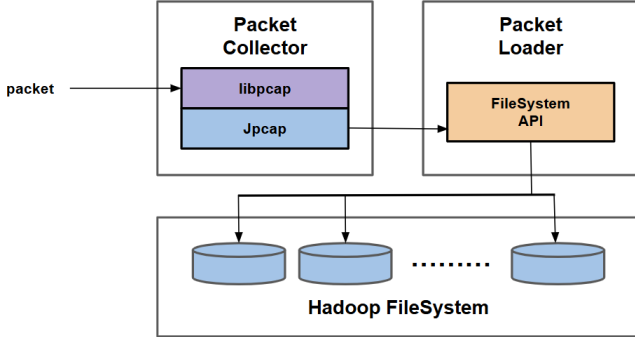 Packet
Collector
Packet
Loader
packet
libpcap
Jpcap
FileSystem
API
.........
Hadoop FileSystem